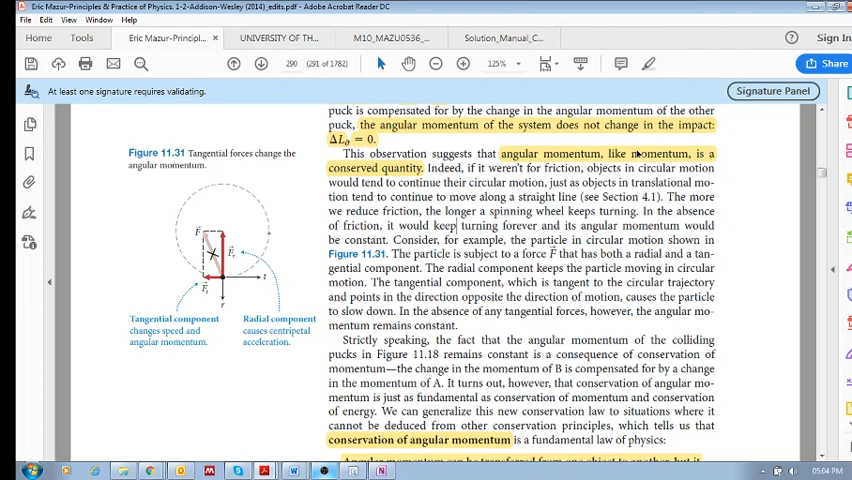 Eric Mazur-Principles & Practice of Physics. 1-2-Addison-Wesley (2014)_edits.pdf - Adobe Acrobat Reader DC
File Edit View Window Help
Home Tools Eric Mazur-Principl... × UNIVERSITY OF TH... M10_MAZU0536_... Solution_Manual_C... Sign In
290 (291 of 1782) 125% Share
At least one signature requires validating. Signature Panel
puck is compensated for by the change in the angular momentum of the other
puck, the angular momentum of the system does not change in the impact:
ΔLϑ = 0.
This observation suggests that angular momentum, like momentum, is a
conserved quantity. Indeed, if it weren't for friction, objects in circular motion
would tend to continue their circular motion, just as objects in translational mo-
tion tend to continue to move along a straight line (see Section 4.1). The more
we reduce friction, the longer a spinning wheel keeps turning. In the absence
of friction, it would keep turning forever and its angular momentum would
be constant. Consider, for example, the particle in circular motion shown in
Figure 11.31. The particle is subject to a force F⃗ that has both a radial and a tan-
gential component. The radial component keeps the particle moving in circular
motion. The tangential component, which is tangent to the circular trajectory
and points in the direction opposite the direction of motion, causes the particle
to slow down. In the absence of any tangential forces, however, the angular mo-
mentum remains constant.
Strictly speaking, the fact that the angular momentum of the colliding
pucks in Figure 11.18 remains constant is a consequence of conservation of
momentum—the change in the momentum of B is compensated for by a change
in the momentum of A. It turns out, however, that conservation of angular mo-
mentum is just as fundamental as conservation of momentum and conservation
of energy. We can generalize this new conservation law to situations where it
cannot be deduced from other conservation principles, which tells us that
conservation of angular momentum is a fundamental law of physics:
Angular momentum can be transferred from one object to another, but it
Figure 11.31 Tangential forces change the
angular momentum.
F⃗
F⃗r
F⃗t
t
r
Tangential component
changes speed and
angular momentum.
Radial component
causes centripetal
acceleration.
05:04 PM